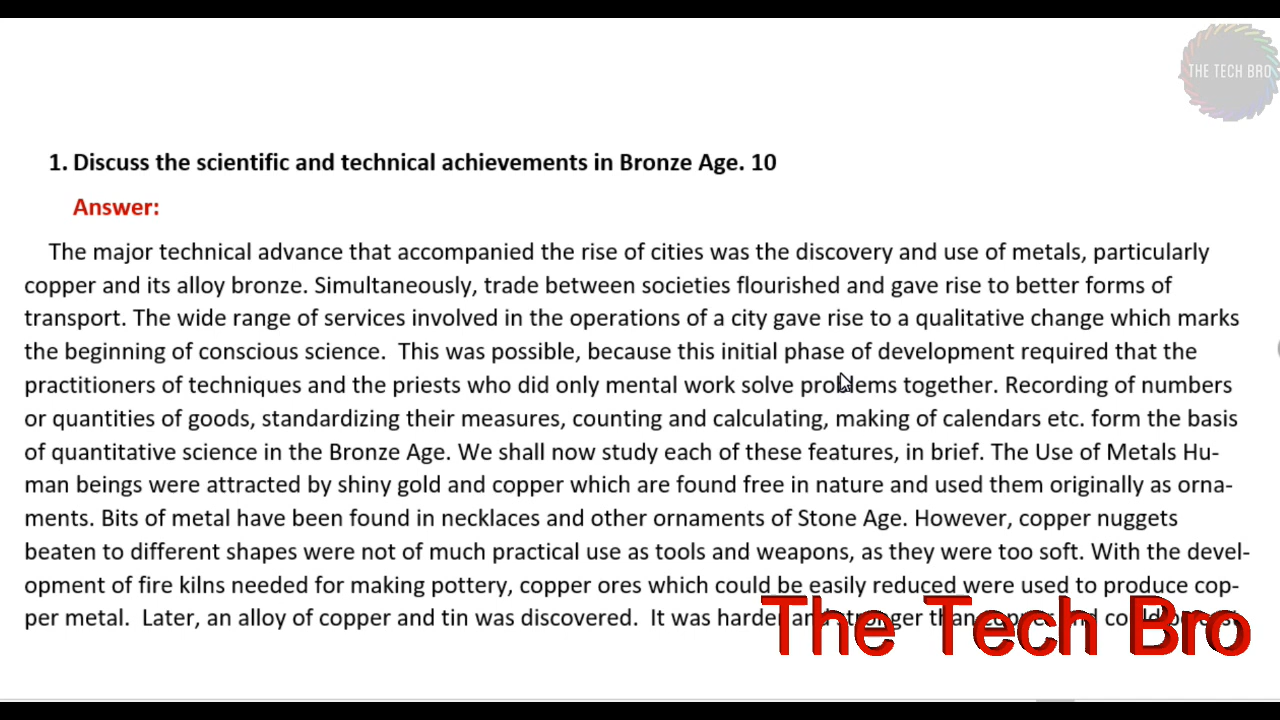 THE TECH BRO
1. Discuss the scientific and technical achievements in Bronze Age. 10
Answer:
The major technical advance that accompanied the rise of cities was the discovery and use of metals, particularly
copper and its alloy bronze. Simultaneously, trade between societies flourished and gave rise to better forms of
transport. The wide range of services involved in the operations of a city gave rise to a qualitative change which marks
the beginning of conscious science. This was possible, because this initial phase of development required that the
practitioners of techniques and the priests who did only mental work solve problems together. Recording of numbers
or quantities of goods, standardizing their measures, counting and calculating, making of calendars etc. form the basis
of quantitative science in the Bronze Age. We shall now study each of these features, in brief. The Use of Metals Hu-
man beings were attracted by shiny gold and copper which are found free in nature and used them originally as orna-
ments. Bits of metal have been found in necklaces and other ornaments of Stone Age. However, copper nuggets
beaten to different shapes were not of much practical use as tools and weapons, as they were too soft. With the devel-
opment of fire kilns needed for making pottery, copper ores which could be easily reduced were used to produce cop-
per metal. Later, an alloy of copper and tin was discovered. It was harder and stronger than
The Tech Bro